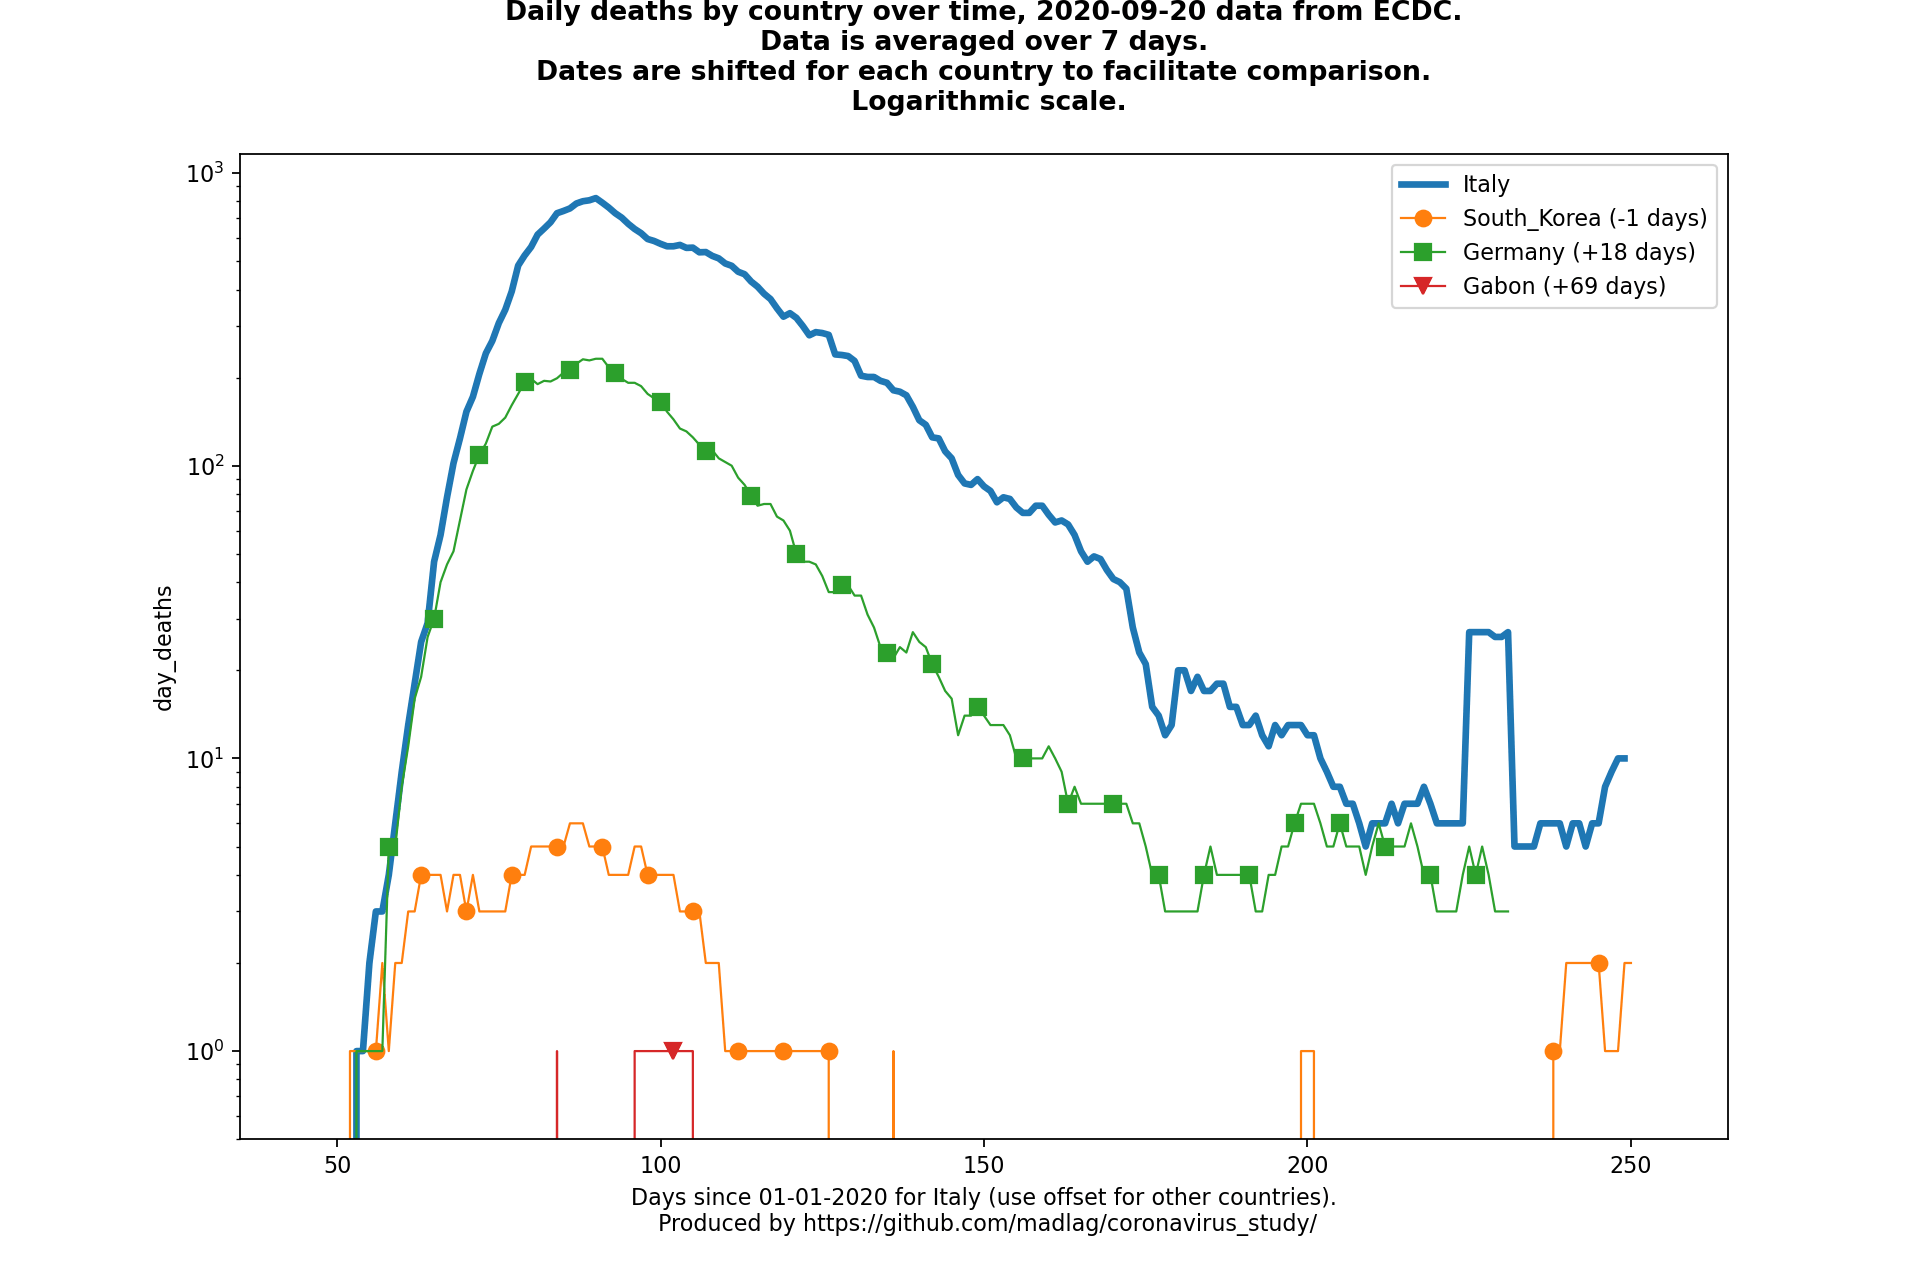 Daily deaths by country over time, 2020-09-20 data from ECDC.
Data is averaged over 7 days.
Dates are shifted for each country to facilitate comparison.
Logarithmic scale.
10³
10²
10¹
10⁰
day_deaths
Italy
South_Korea (-1 days)
Germany (+18 days)
Gabon (+69 days)
50 100 150 200 250
Days since 01-01-2020 for Italy (use offset for other countries).
Produced by https://github.com/madlag/coronavirus_study/